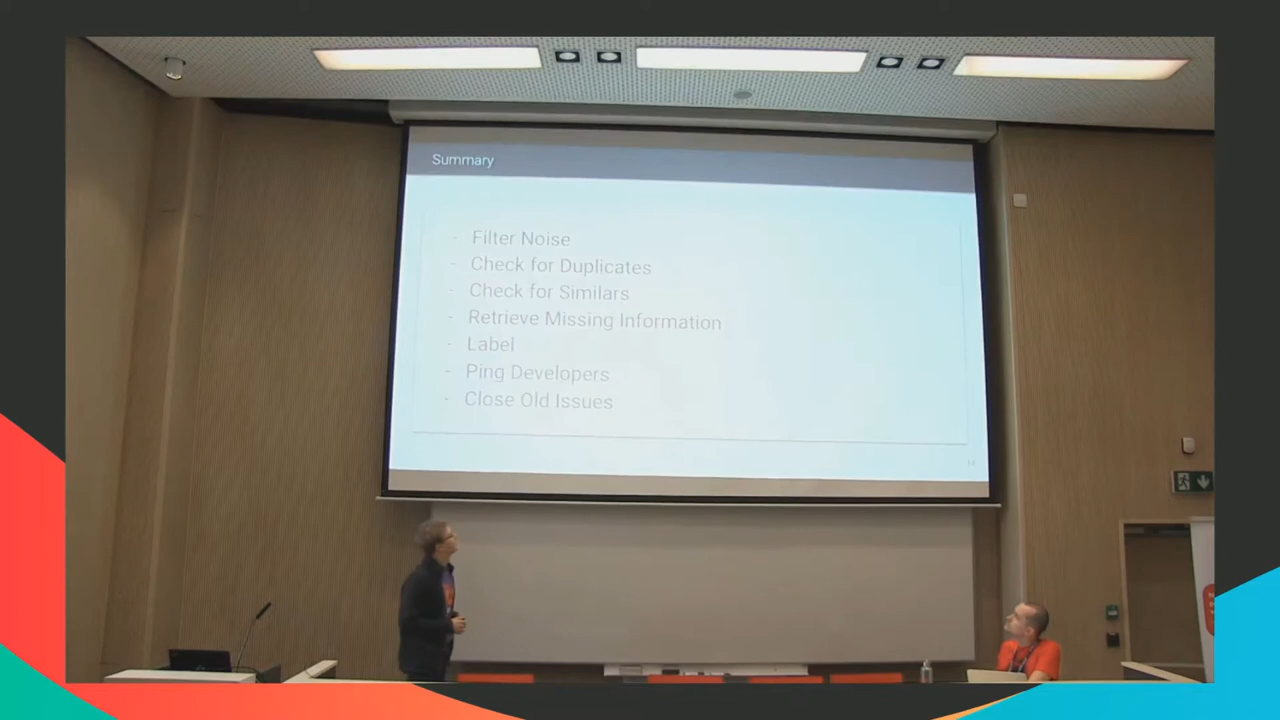 Summary
- Filter Noise
- Check for Duplicates
- Check for Similars
- Retrieve Missing Information
- Label
- Ping Developers
- Close Old Issues